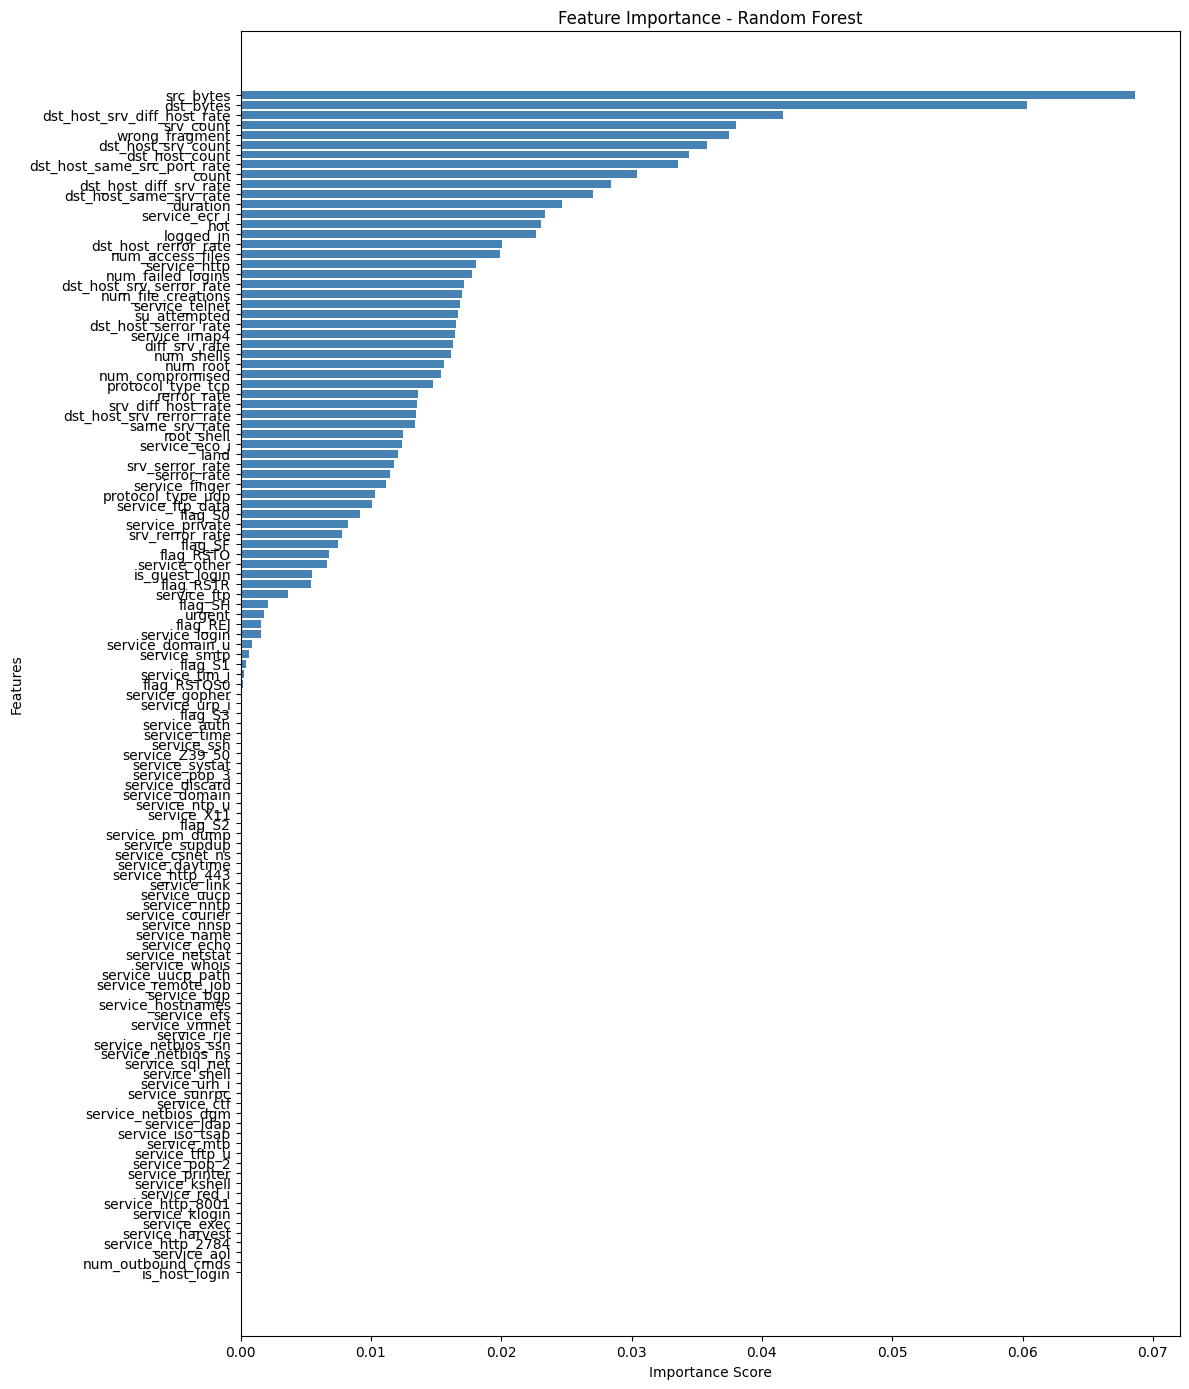 Feature Importance - Random Forest
src_bytes
dst_bytes
dst_host_srv_diff_host_rate
srv_count
wrong_fragment
dst_host_srv_count
dst_host_count
dst_host_same_src_port_rate
count
dst_host_diff_srv_rate
dst_host_same_srv_rate
duration
service_ecr_i
hot
logged_in
dst_host_rerror_rate
num_access_files
service_http
num_failed_logins
dst_host_srv_serror_rate
num_file_creations
service_telnet
su_attempted
dst_host_serror_rate
service_imap4
diff_srv_rate
num_shells
num_root
num_compromised
protocol_type_tcp
rerror_rate
srv_diff_host_rate
dst_host_srv_rerror_rate
same_srv_rate
root_shell
service_eco_i
land
srv_serror_rate
serror_rate
service_finger
protocol_type_udp
service_ftp_data
flag_S0
service_private
srv_rerror_rate
flag_SF
flag_RSTO
service_other
is_guest_login
flag_RSTR
service_ftp
flag_SH
urgent
flag_REJ
service_login
service_domain_u
service_smtp
flag_S1
service_tim_i
flag_RSTOS0
service_gopher
service_urp_i
flag_S3
service_auth
service_time
service_ssh
service_Z39_50
service_systat
service_pop_3
service_discard
service_domain
service_ntp_u
service_X11
flag_S2
service_pm_dump
service_supdup
service_csnet_ns
service_daytime
service_http_443
service_link
service_uucp
service_nntp
service_courier
service_nnsp
service_name
service_echo
service_netstat
service_whois
service_uucp_path
service_remote_job
service_bgp
service_hostnames
service_efs
service_vmnet
service_rje
service_netbios_ssn
service_netbios_ns
service_sql_net
service_shell
service_urh_i
service_sunrpc
service_ctf
service_netbios_dgm
service_ldap
service_iso_tsap
service_mtp
service_tftp_u
service_pop_2
service_printer
service_kshell
service_red_i
service_http_8001
service_klogin
service_exec
service_harvest
service_http_2784
service_aol
num_outbound_cmds
is_host_login
Features
0.00 0.01 0.02 0.03 0.04 0.05 0.06 0.07
Importance Score